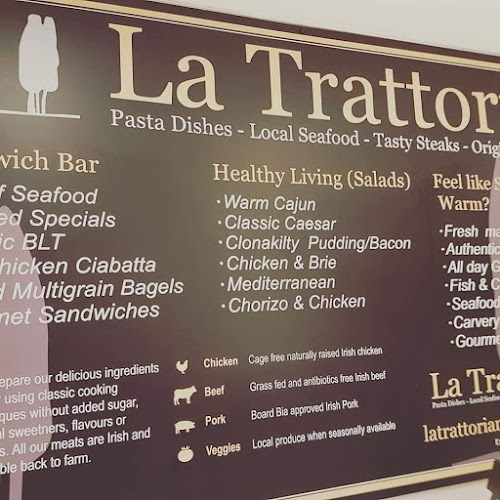 La Trattor
Pasta Dishes - Local Seafood - Tasty Steaks - Orig
wich Bar
f Seafood
ed Specials
ic BLT
hicken Ciabatta
d Multigrain Bagels
met Sandwiches
Healthy Living (Salads)
· Warm Cajun
· Classic Caesar
· Clonakilty Pudding/Bacon
· Chicken & Brie
· Mediterranean
· Chorizo & Chicken
Feel like S
Warm?
· Fresh ma
· Authentic
· All day G
· Fish & C
· Seafood
· Carvery
· Gourme
epare our delicious ingredients
y using classic cooking
ques without added sugar,
al sweetners, flavours or
s. All our meats are Irish and
ble back to farm.
Chicken Cage free naturally raised Irish chicken
Beef Grass fed and antibiotics free Irish beef
Pork Board Bia approved Irish Pork
Veggies Local produce when seasonally available
La Tra
Pasta Dishes - Local Seafoo
latrattorian